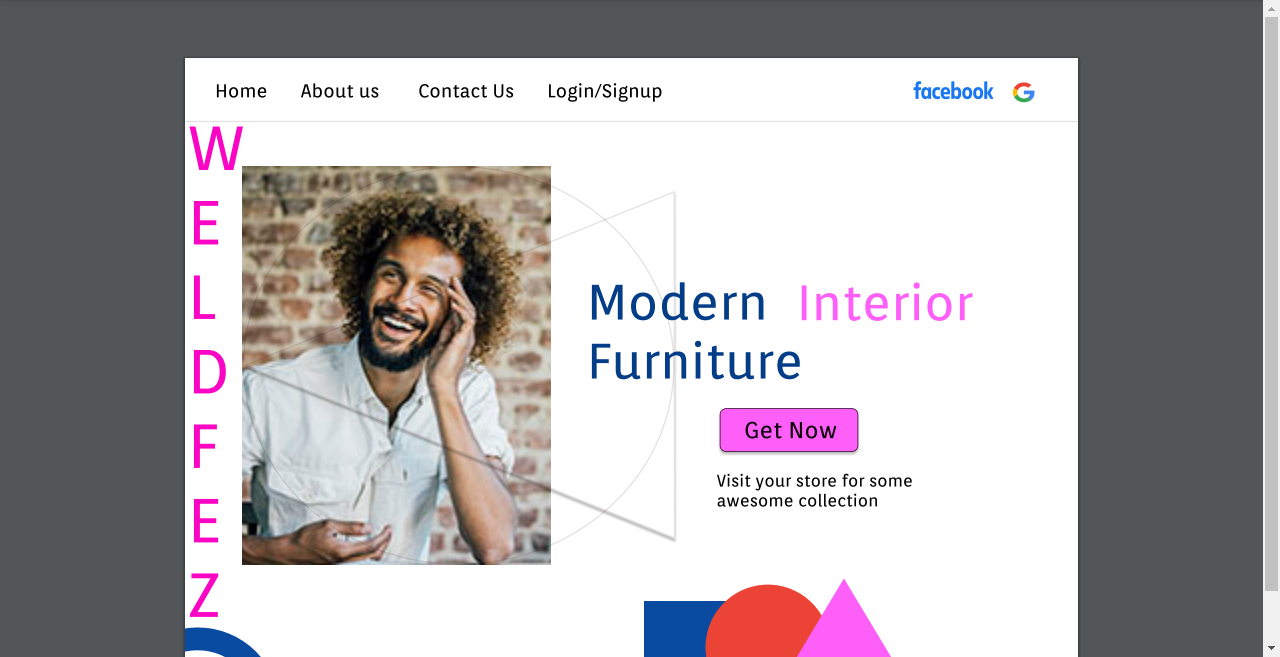 Home About us Contact Us Login/Signup facebook G
WELDFEZ
Modern Interior
Furniture
Get Now
Visit your store for some
awesome collection